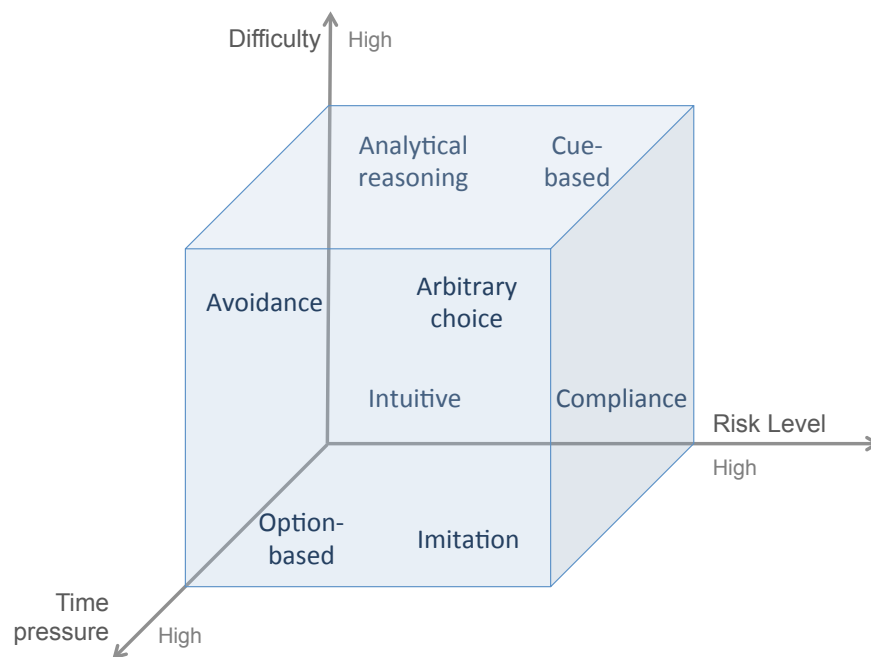 Difficulty
High
Analytical
reasoning
Cue-
based
Avoidance
Arbitrary
choice
Intuitive
Compliance
Risk Level
High
Option-
based
Imitation
Time
pressure
High